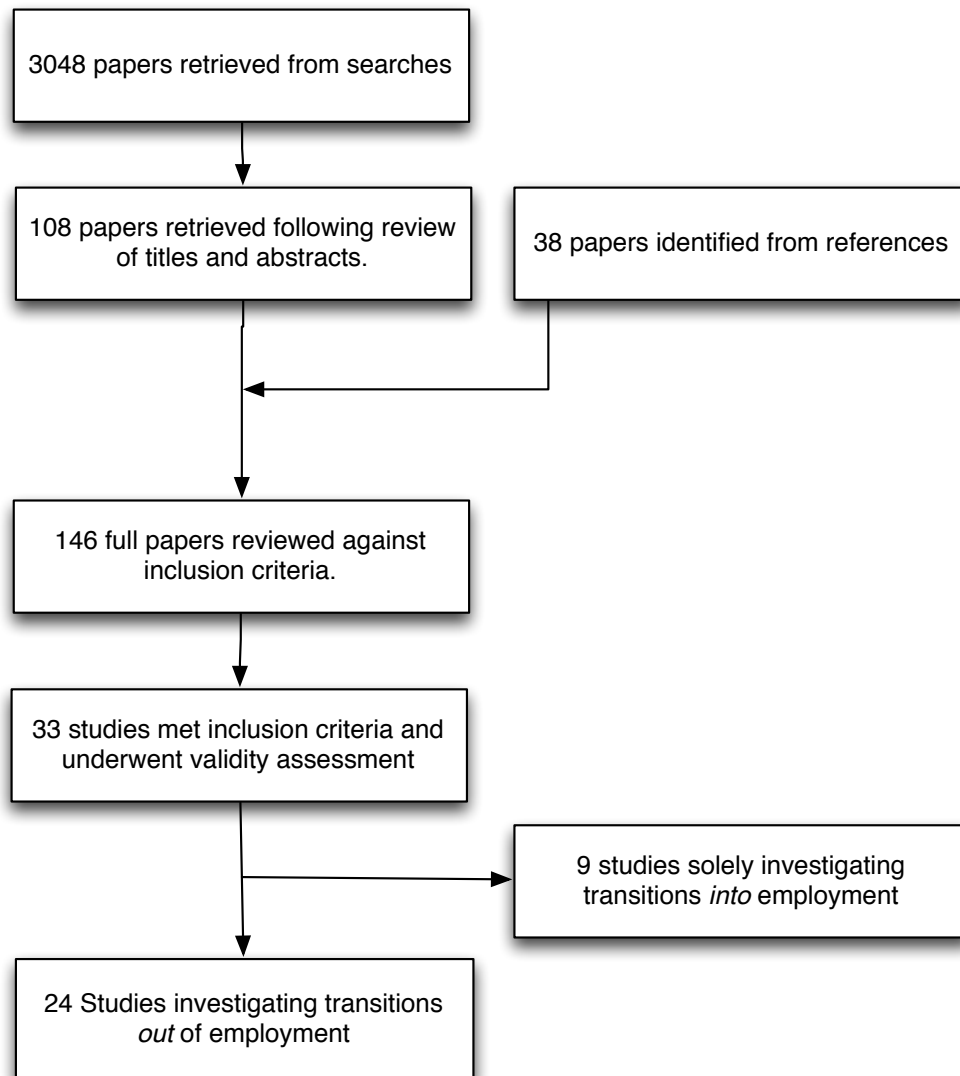 3048 papers retrieved from searches
108 papers retrieved following review
of titles and abstracts.
38 papers identified from references
146 full papers reviewed against
inclusion criteria.
33 studies met inclusion criteria and
underwent validity assessment
9 studies solely investigating
transitions into employment
24 Studies investigating transitions
out of employment